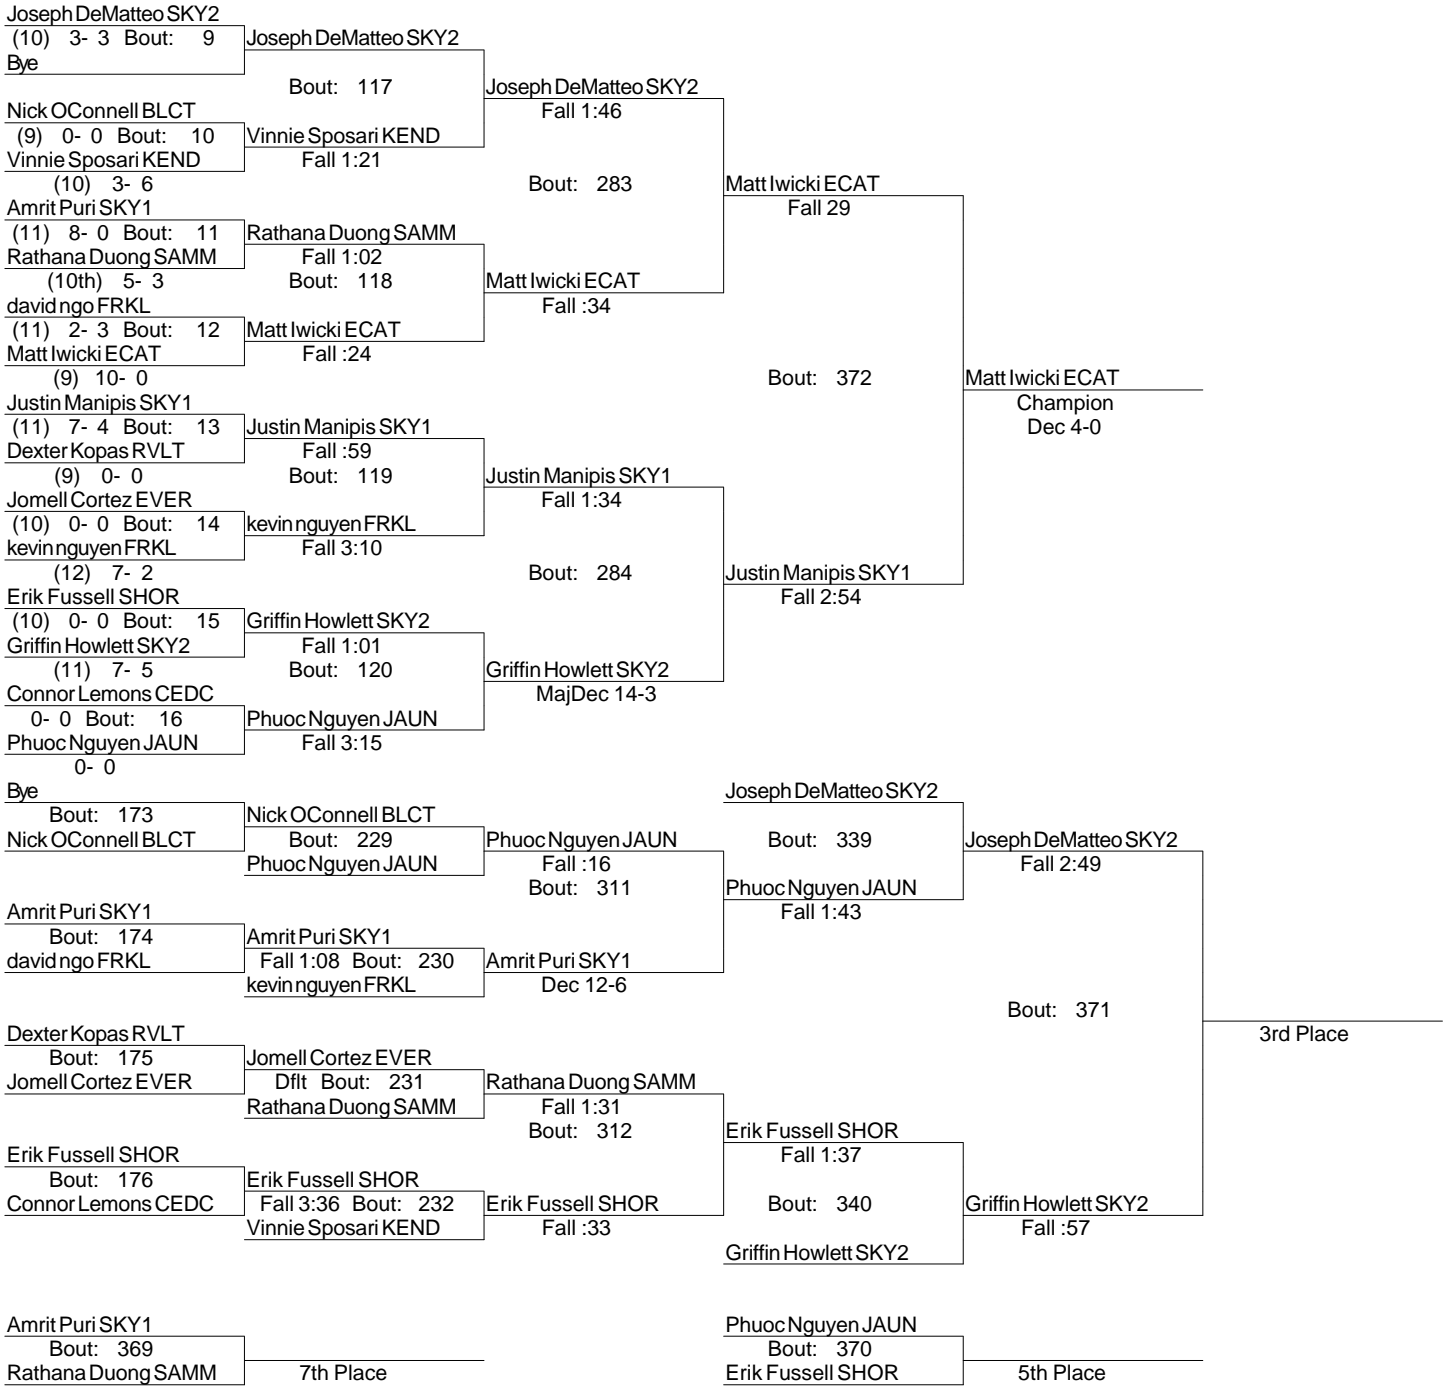 Joseph DeMatteo SKY2
(10) 3- 3 Bout: 9 Joseph DeMatteo SKY2
Bye
Bout: 117 Joseph DeMatteo SKY2
Nick OConnell BLCT Fall 1:46
(9) 0- 0 Bout: 10 Vinnie Sposari KEND
Vinnie Sposari KEND Fall 1:21
(10) 3- 6 Bout: 283 Matt Iwicki ECAT
Amrit Puri SKY1 Fall 29
(11) 8- 0 Bout: 11 Rathana Duong SAMM
Rathana Duong SAMM Fall 1:02
(10th) 5- 3 Bout: 118 Matt Iwicki ECAT
david ngo FRKL Fall :34
(11) 2- 3 Bout: 12 Matt Iwicki ECAT
Matt Iwicki ECAT Fall :24
(9) 10- 0 Bout: 372 Matt Iwicki ECAT
Justin Manipis SKY1 Champion
(11) 7- 4 Bout: 13 Justin Manipis SKY1 Dec 4-0
Dexter Kopas RVLT Fall :59
(9) 0- 0 Bout: 119 Justin Manipis SKY1
Jomell Cortez EVER Fall 1:34
(10) 0- 0 Bout: 14 kevin nguyen FRKL
kevin nguyen FRKL Fall 3:10
(12) 7- 2 Bout: 284 Justin Manipis SKY1
Erik Fussell SHOR Fall 2:54
(10) 0- 0 Bout: 15 Griffin Howlett SKY2
Griffin Howlett SKY2 Fall 1:01
(11) 7- 5 Bout: 120 Griffin Howlett SKY2
Connor Lemons CEDC MajDec 14-3
0- 0 Bout: 16 Phuoc Nguyen JAUN
Phuoc Nguyen JAUN Fall 3:15
0- 0
Bye Joseph DeMatteo SKY2
Bout: 173 Nick OConnell BLCT
Nick OConnell BLCT Bout: 229 Phuoc Nguyen JAUN Bout: 339 Joseph DeMatteo SKY2
Phuoc Nguyen JAUN Fall :16 Fall 2:49
Bout: 311 Phuoc Nguyen JAUN
Amrit Puri SKY1 Fall 1:43
Bout: 174 Amrit Puri SKY1
david ngo FRKL Fall 1:08 Bout: 230 Amrit Puri SKY1
kevin nguyen FRKL Dec 12-6
Bout: 371
Dexter Kopas RVLT 3rd Place
Bout: 175 Jomell Cortez EVER
Jomell Cortez EVER Dflt Bout: 231 Rathana Duong SAMM
Rathana Duong SAMM Fall 1:31
Bout: 312 Erik Fussell SHOR
Erik Fussell SHOR Fall 1:37
Bout: 176 Erik Fussell SHOR
Connor Lemons CEDC Fall 3:36 Bout: 232 Erik Fussell SHOR Bout: 340 Griffin Howlett SKY2
Vinnie Sposari KEND Fall :33 Fall :57
Griffin Howlett SKY2
Amrit Puri SKY1 Phuoc Nguyen JAUN
Bout: 369 Bout: 370
Rathana Duong SAMM 7th Place Erik Fussell SHOR 5th Place